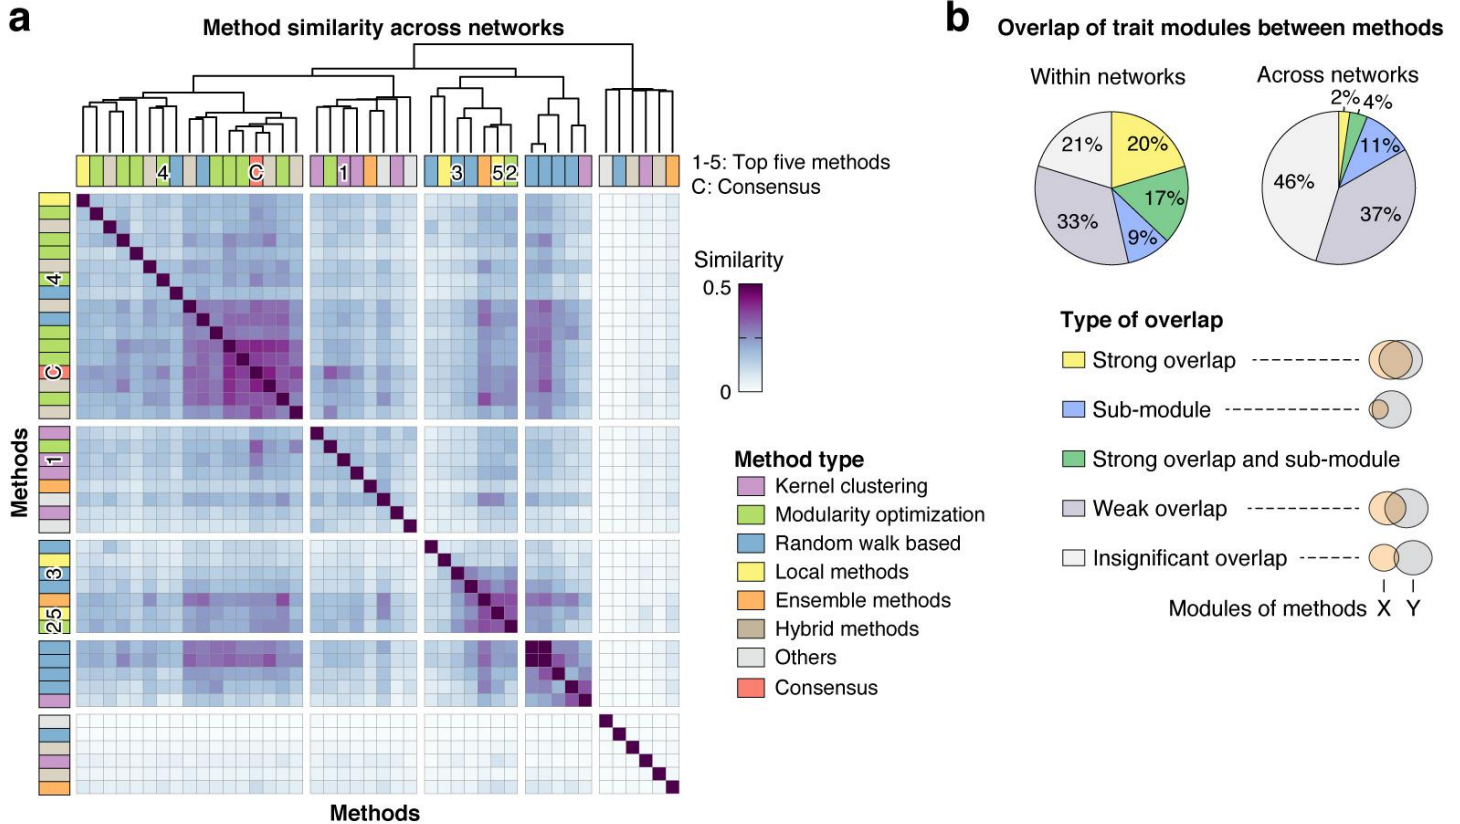 a
Method similarity across networks
4
C
1
3
5 2
1-5: Top five methods
C: Consensus
4
C
1
3
25
Methods
Methods
Similarity
0.5
0
Method type
Kernel clustering
Modularity optimization
Random walk based
Local methods
Ensemble methods
Hybrid methods
Others
Consensus
b
Overlap of trait modules between methods
Within networks
20%
17%
9%
33%
21%
Across networks
2%
4%
11%
37%
46%
Type of overlap
Strong overlap
Sub-module
Strong overlap and sub-module
Weak overlap
Insignificant overlap
Modules of methods X Y